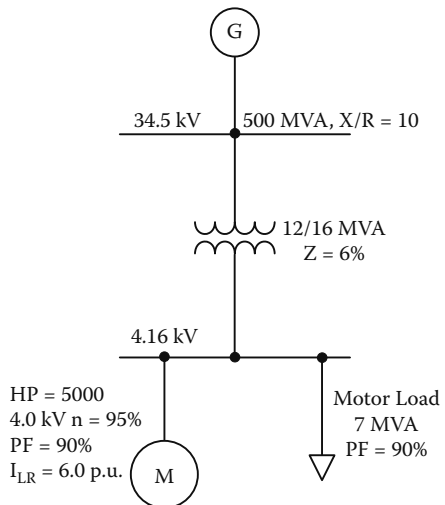 G
34.5 kV
500 MVA, X/R = 10
12/16 MVA
Z = 6%
4.16 kV
HP = 5000
4.0 kV n = 95%
PF = 90%
I_LR = 6.0 p.u.
M
Motor Load
7 MVA
PF = 90%